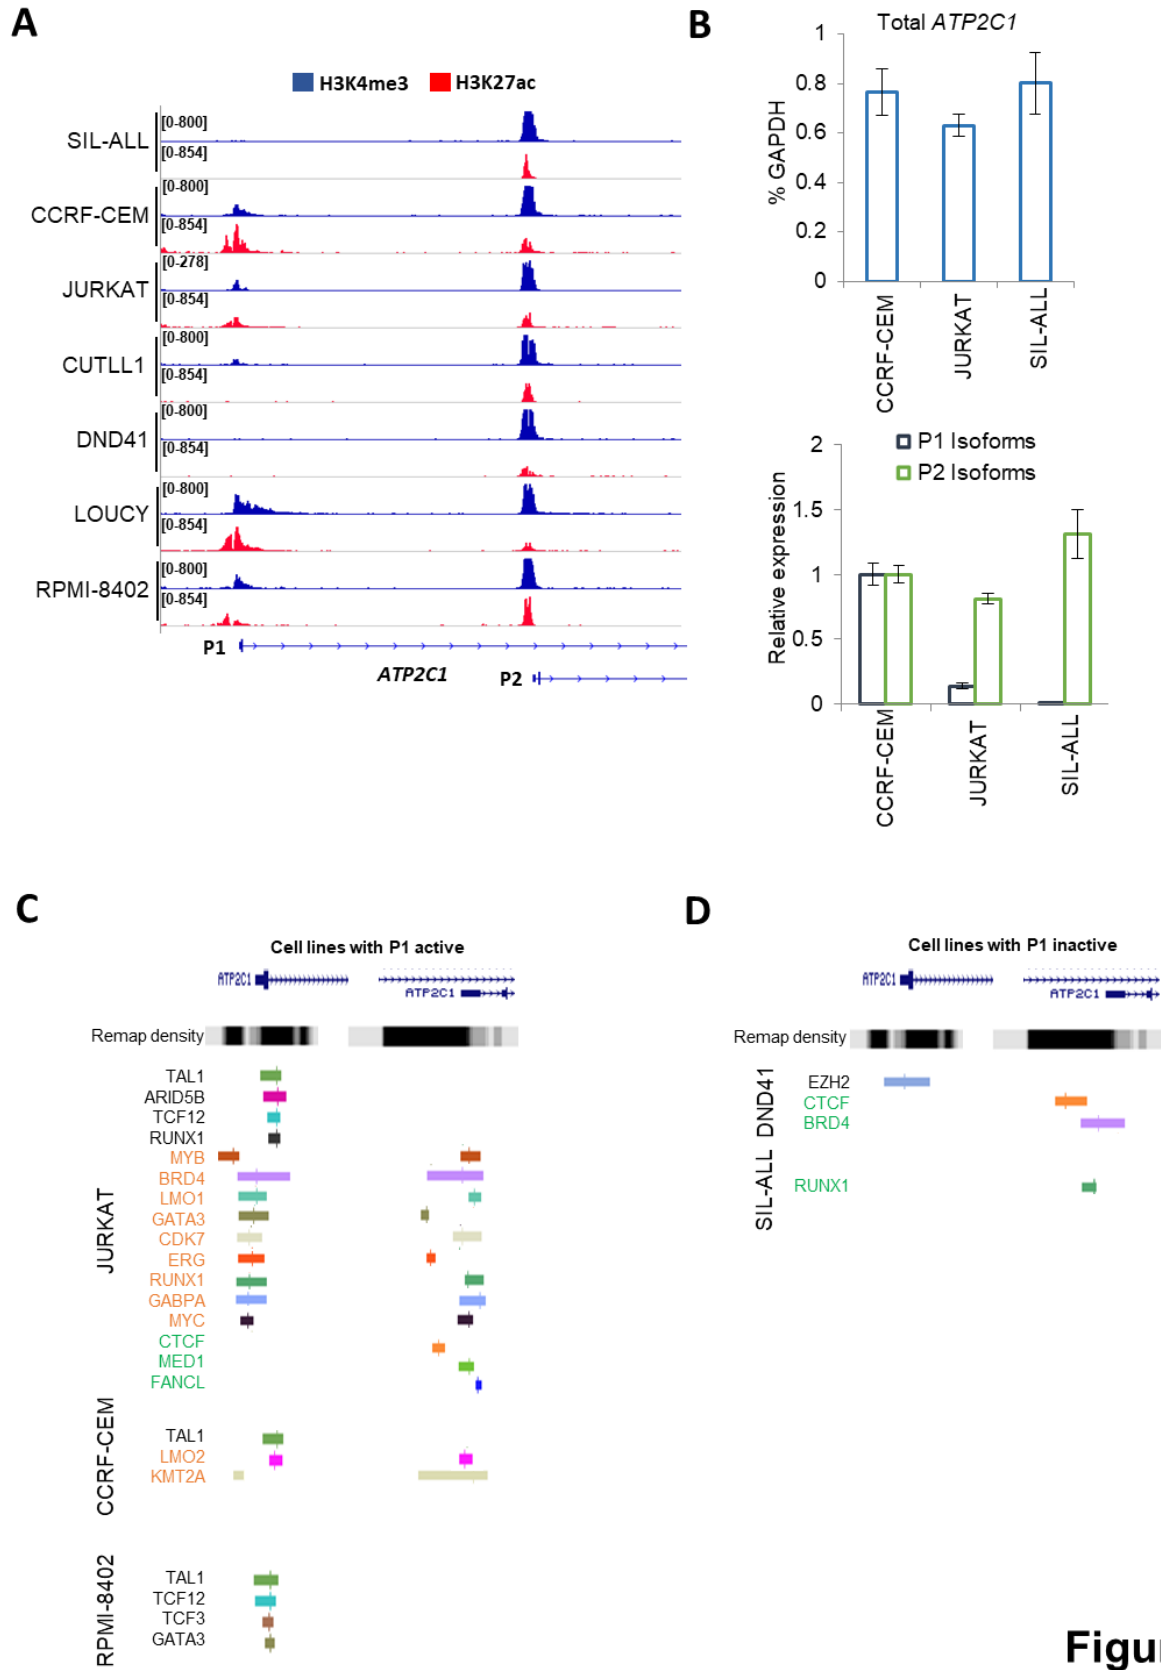 A
H3K4me3 H3K27ac
SIL-ALL
[0-800]
[0-854]
CCRF-CEM
[0-800]
[0-854]
JURKAT
[0-278]
[0-854]
CUTLL1
[0-800]
[0-854]
DND41
[0-800]
[0-854]
LOUCY
[0-800]
[0-854]
RPMI-8402
[0-800]
[0-854]
P1
ATP2C1
P2
B
Total ATP2C1
% GAPDH
1
0.8
0.6
0.4
0.2
0
CCRF-CEM
JURKAT
SIL-ALL
P1 Isoforms
P2 Isoforms
Relative expression
2
1.5
1
0.5
0
CCRF-CEM
JURKAT
SIL-ALL
C
Cell lines with P1 active
ATP2C1
ATP2C1
Remap density
JURKAT
TAL1
ARID5B
TCF12
RUNX1
MYB
BRD4
LMO1
GATA3
CDK7
ERG
RUNX1
GABPA
MYC
CTCF
MED1
FANCL
CCRF-CEM
TAL1
LMO2
KMT2A
RPMI-8402
TAL1
TCF12
TCF3
GATA3
D
Cell lines with P1 inactive
ATP2C1
ATP2C1
Remap density
DND41
EZH2
CTCF
BRD4
SIL-ALL
RUNX1
Figur